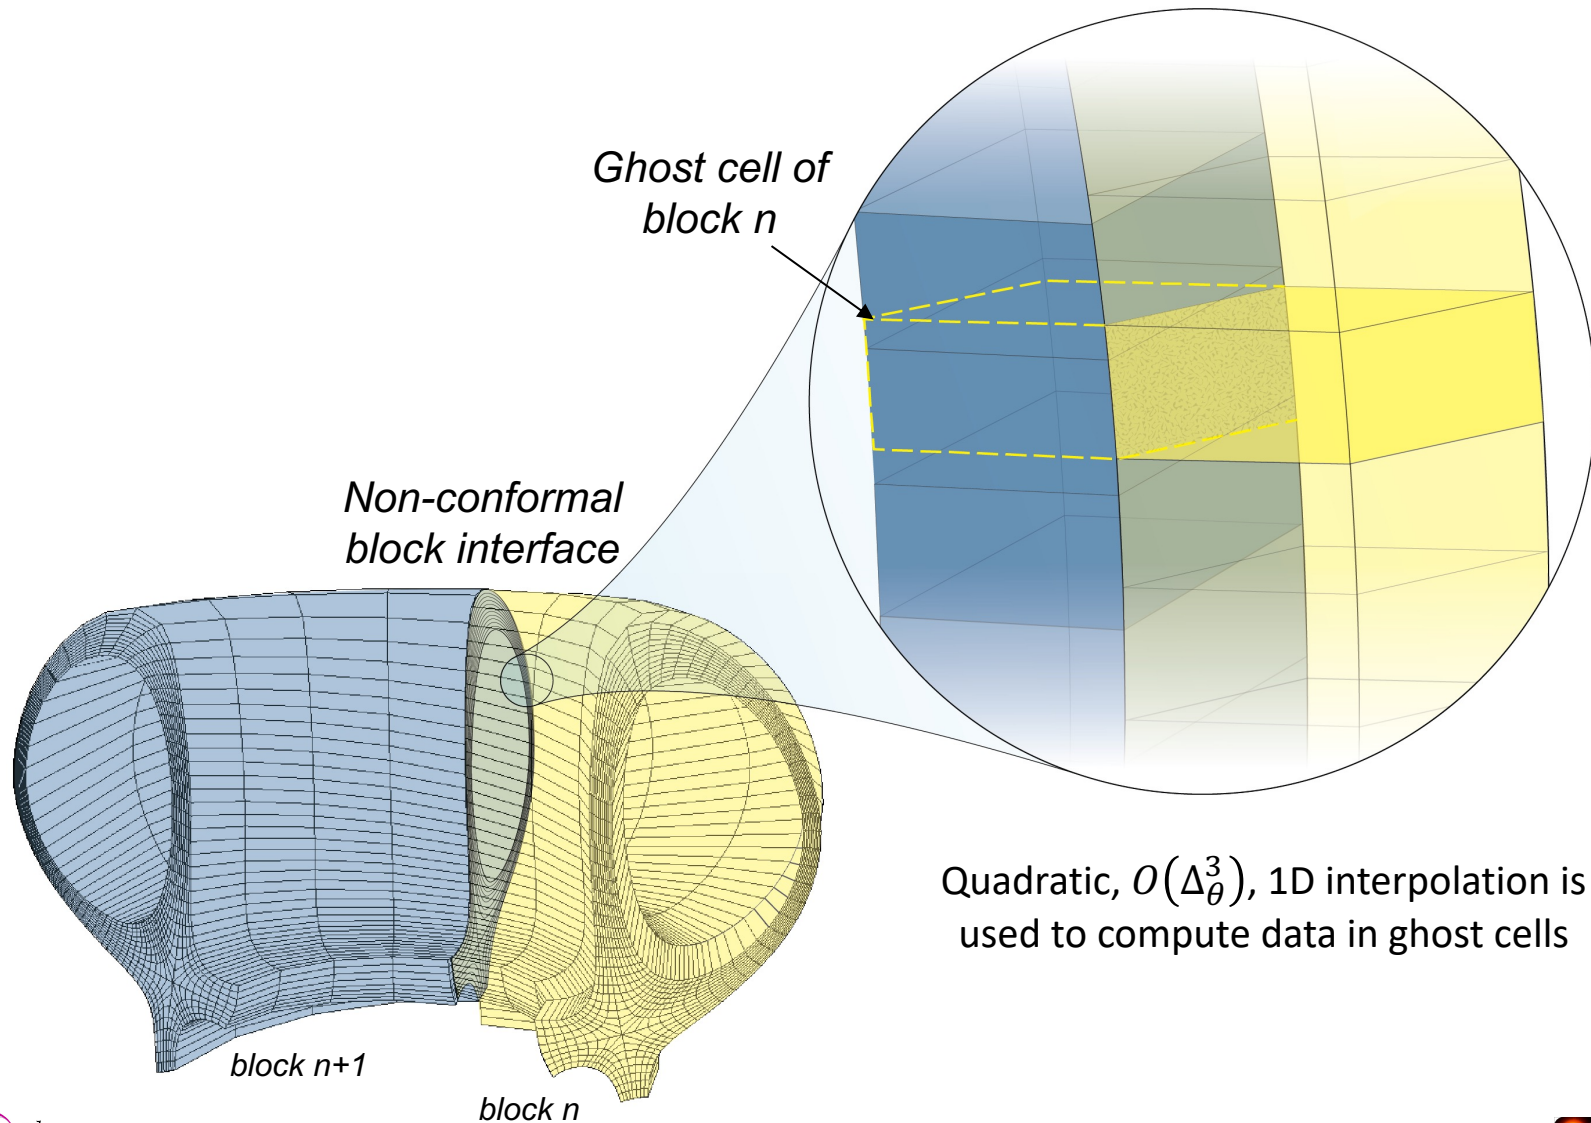 Ghost cell of
block n
Non-conformal
block interface
Quadratic, 𝑂(Δ_θ^3), 1D interpolation is
used to compute data in ghost cells
block n+1
block n